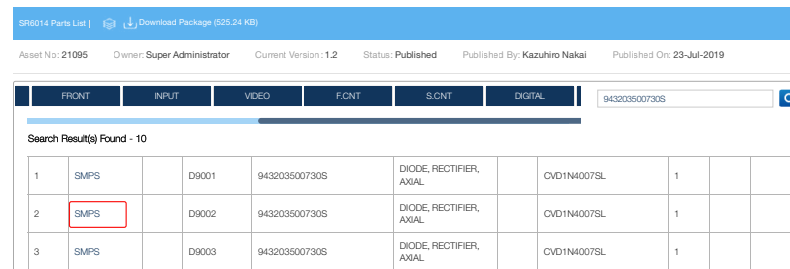 SR6014 Parts List | Download Package (525.24 KB)
Asset No: 21095 Owner: Super Administrator Current Version: 1.2 Status: Published Published By: Kazuhiro Nakai Published On: 23-Jul-2019
FRONT INPUT VIDEO F.CNT S.CNT DIGITAL 943203500730S
Search Result(s) Found - 10
1 SMPS D9001 943203500730S DIODE, RECTIFIER, AXIAL CVD1N4007SL 1
2 SMPS D9002 943203500730S DIODE, RECTIFIER, AXIAL CVD1N4007SL 1
3 SMPS D9003 943203500730S DIODE, RECTIFIER, AXIAL CVD1N4007SL 1